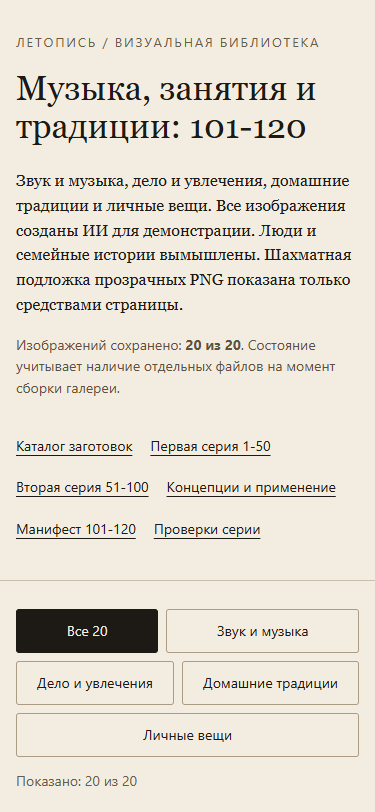 ЛЕТОПИСЬ / ВИЗУАЛЬНАЯ БИБЛИОТЕКА
Музыка, занятия и
традиции: 101-120
Звук и музыка, дело и увлечения, домашние
традиции и личные вещи. Все изображения
созданы ИИ для демонстрации. Люди и
семейные истории вымышлены. Шахматная
подложка прозрачных PNG показана только
средствами страницы.
Изображений сохранено: 20 из 20. Состояние
учитывает наличие отдельных файлов на момент
сборки галереи.
Каталог заготовок Первая серия 1-50
Вторая серия 51-100 Концепции и применение
Манифест 101-120 Проверки серии
Все 20 Звук и музыка
Дело и увлечения Домашние традиции
Личные вещи
Показано: 20 из 20